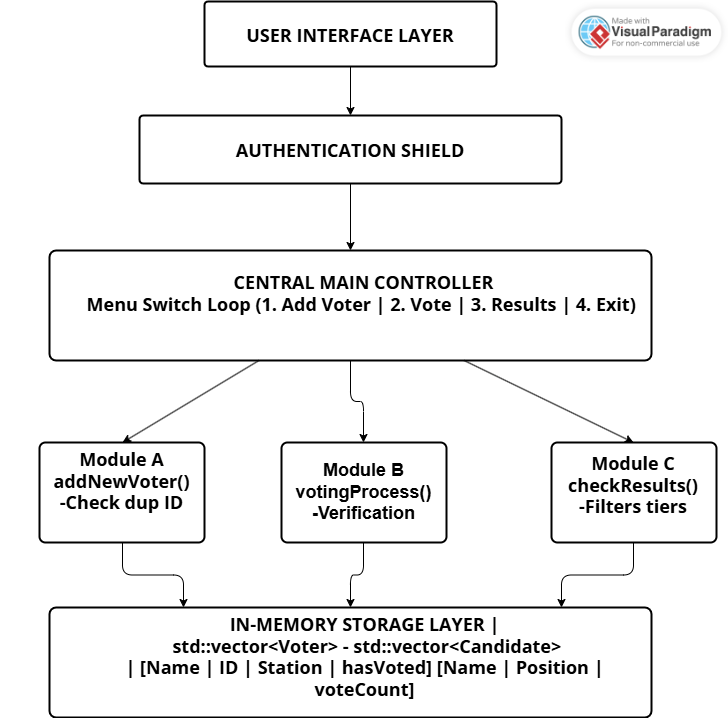 Made with
VisualParadigm
For non-commercial use
USER INTERFACE LAYER
AUTHENTICATION SHIELD
CENTRAL MAIN CONTROLLER
Menu Switch Loop (1. Add Voter | 2. Vote | 3. Results | 4. Exit)
Module A
addNewVoter()
-Check dup ID
Module B
votingProcess()
-Verification
Module C
checkResults()
-Filters tiers
IN-MEMORY STORAGE LAYER |
std::vector<Voter> - std::vector<Candidate>
| [Name | ID | Station | hasVoted] [Name | Position |
voteCount]